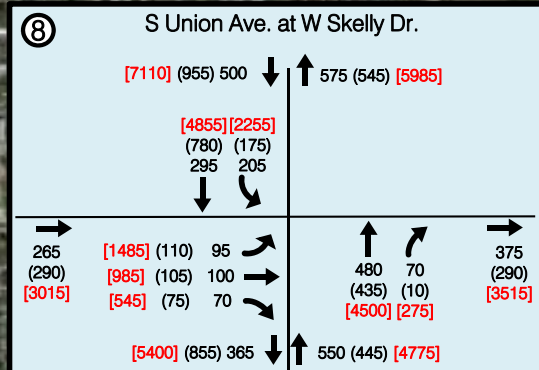 8
S Union Ave. at W Skelly Dr.
[7110] (955) 500 575 (545) [5985]
[4855] [2255]
(780) (175)
295 205
265 [1485] (110) 95 480 70 375
(290) [985] (105) 100 (435) (10) (290)
[3015] [545] (75) 70 [4500] [275] [3515]
[5400] (855) 365 550 (445) [4775]